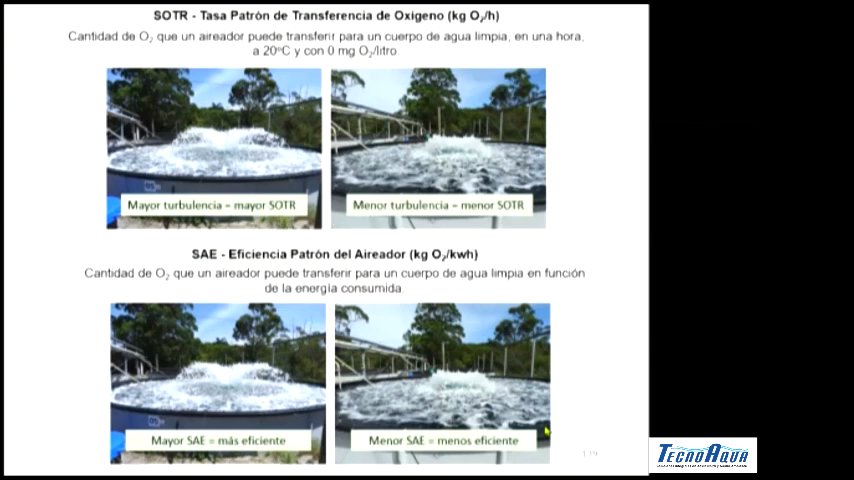 SOTR - Tasa Patrón de Transferencia de Oxigeno (kg O₂/h)
Cantidad de O₂ que un aireador puede transferir para un cuerpo de agua limpia, en una hora,
a 20ºC y con 0 mg O₂/litro
Mayor turbulencia = mayor SOTR
Menor turbulencia = menor SOTR
SAE - Eficiencia Patrón del Aireador (kg O₂/kwh)
Cantidad de O₂ que un aireador puede transferir para un cuerpo de agua limpia en función
de la energía consumida
Mayor SAE = más eficiente
Menor SAE = menos eficiente
TECNOAQUA